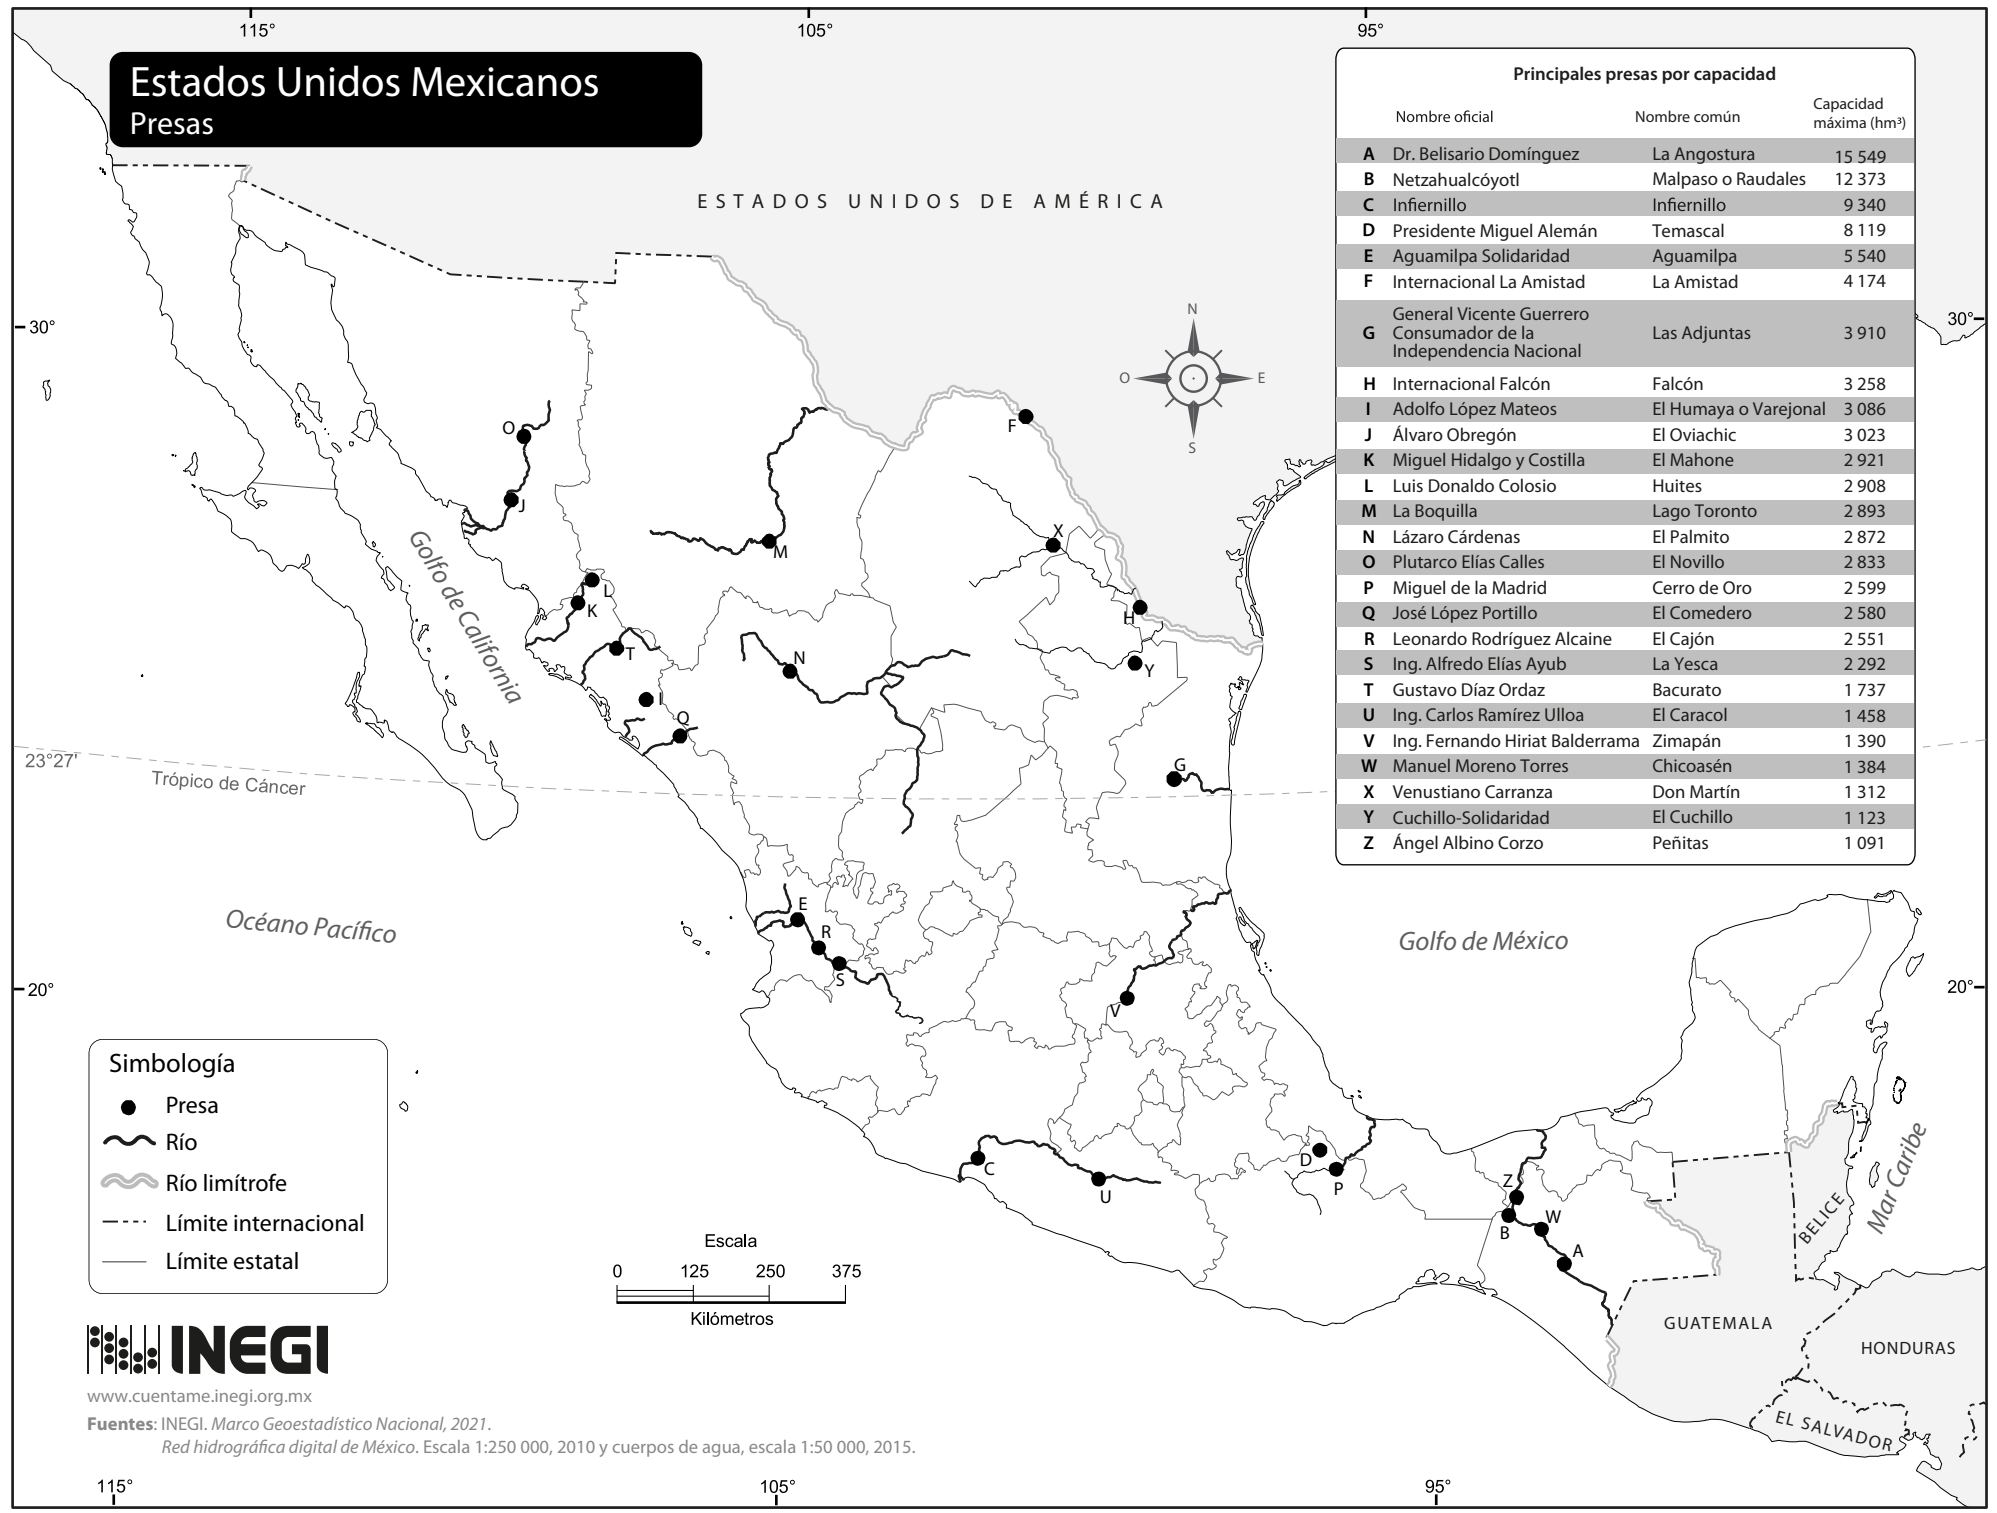 115°
105°
95°
Estados Unidos Mexicanos
Presas
ESTADOS UNIDOS DE AMÉRICA
30°
30°
N
O
E
S
Principales presas por capacidad
Nombre oficial Nombre común Capacidad máxima (hm³)
A Dr. Belisario Domínguez La Angostura 15 549
B Netzahualcóyotl Malpaso o Raudales 12 373
C Infiernillo Infiernillo 9 340
D Presidente Miguel Alemán Temascal 8 119
E Aguamilpa Solidaridad Aguamilpa 5 540
F Internacional La Amistad La Amistad 4 174
G General Vicente Guerrero Consumador de la Independencia Nacional Las Adjuntas 3 910
H Internacional Falcón Falcón 3 258
I Adolfo López Mateos El Humaya o Varejonal 3 086
J Álvaro Obregón El Oviachic 3 023
K Miguel Hidalgo y Costilla El Mahone 2 921
L Luis Donaldo Colosio Huites 2 908
M La Boquilla Lago Toronto 2 893
N Lázaro Cárdenas El Palmito 2 872
O Plutarco Elías Calles El Novillo 2 833
P Miguel de la Madrid Cerro de Oro 2 599
Q José López Portillo El Comedero 2 580
R Leonardo Rodríguez Alcaine El Cajón 2 551
S Ing. Alfredo Elías Ayub La Yesca 2 292
T Gustavo Díaz Ordaz Bacurato 1 737
U Ing. Carlos Ramírez Ulloa El Caracol 1 458
V Ing. Fernando Hiriat Balderrama Zimapán 1 390
W Manuel Moreno Torres Chicoasén 1 384
X Venustiano Carranza Don Martín 1 312
Y Cuchillo-Solidaridad El Cuchillo 1 123
Z Ángel Albino Corzo Peñitas 1 091
F
O
J
X
M
L
K
H
T
N
Y
I
Q
G
Golfo de California
23°27'
Trópico de Cáncer
E
R
S
V
Océano Pacífico
Golfo de México
20°
20°
D
P
C
U
Z
B
W
A
Mar Caribe
BELICE
GUATEMALA
HONDURAS
EL SALVADOR
Simbología
Presa
Río
Río limítrofe
Límite internacional
Límite estatal
Escala
0 125 250 375
Kilómetros
INEGI
www.cuentame.inegi.org.mx
Fuentes: INEGI. Marco Geoestadístico Nacional, 2021.
Red hidrográfica digital de México. Escala 1:250 000, 2010 y cuerpos de agua, escala 1:50 000, 2015.
115°
105°
95°